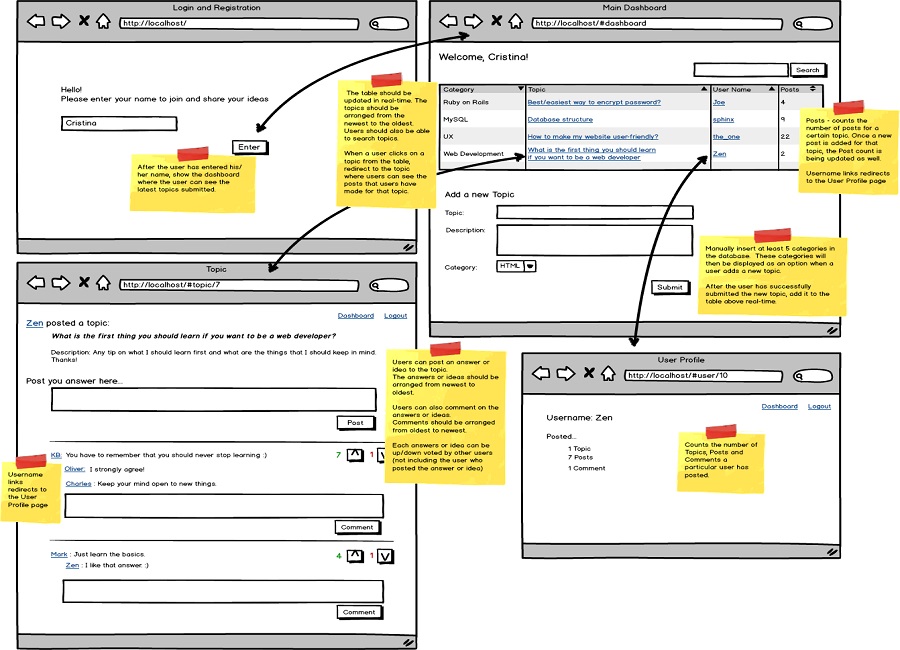 Login and Registration
http://localhost/
Hello!
Please enter your name to join and share your ideas
Cristina
Enter
After the user has entered his/
her name, show the dashboard
where the user can see the
latest topics submitted.
The table should be
updated in real-time. The
topics should be
arranged from the
newest to the oldest.
Users should also be able
to search topics.
When a user clicks on a
topic from the table,
redirect to the topic
where users can see the
posts that users have
made for that topic.
Main Dashboard
http://localhost/#dashboard
Welcome, Cristina!
Search
Category Topic User Name Posts
Ruby on Rails Best/easiest way to encrypt password? Joe 4
MySQL Database structure sphinx 9
UX How to make my website user-friendly? the_one 22
Web Development What is the first thing you should learn
if you want to be a web developer Zen 2
Posts - counts the
number of posts for a
certain topic. Once a new
post is added for that
topic, the Post count is
being updated as well.
Username links redirects
to the User Profile page
Add a new Topic
Topic:
Description:
Category: HTML
Submit
Manually insert at least 5 categories in
the database. These categories will
then be displayed as an option when a
user adds a new topic.
After the user has successfully
submitted the new topic, add it to the
table above real-time.
Topic
http://localhost/#topic/7
Dashboard Logout
Zen posted a topic:
What is the first thing you should learn if you want to be a web developer?
Description: Any tip on what I should learn first and what are the things that I should keep in mind.
Thanks!
Post you answer here...
Post
KB: You have to remember that you should never stop learning :) 7 1
Oliver: I strongly agree!
Charles : Keep your mind open to new things.
Comment
Mark : Just learn the basics. 4 1
Zen : I like that answer. :)
Comment
Username
links
redirects to
the User
Profile page
Users can post an answer or
idea to the topic.
The answers or ideas should be
arranged from newest to
oldest.
Users can also comment on the
answers or ideas.
Comments should be arranged
from oldest to newest.
Each answers or idea can be
up/down voted by other users
(not including the user who
posted the answer or idea)
User Profile
http://localhost/#user/10
Dashboard Logout
Username: Zen
Posted...
1 Topic
7 Posts
1 Comment
Counts the number of
Topics, Posts and
Comments a
particular user has
posted.